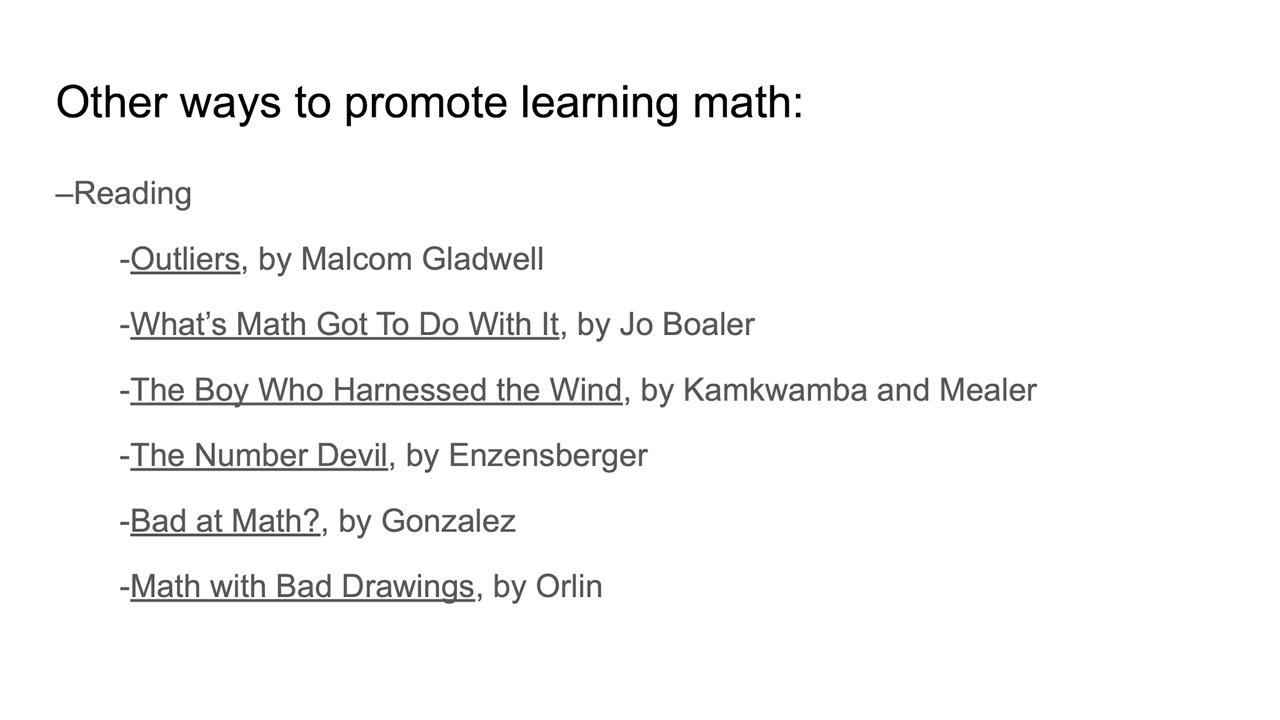 Other ways to promote learning math:
–Reading
-Outliers, by Malcom Gladwell
-What’s Math Got To Do With It, by Jo Boaler
-The Boy Who Harnessed the Wind, by Kamkwamba and Mealer
-The Number Devil, by Enzensberger
-Bad at Math?, by Gonzalez
-Math with Bad Drawings, by Orlin